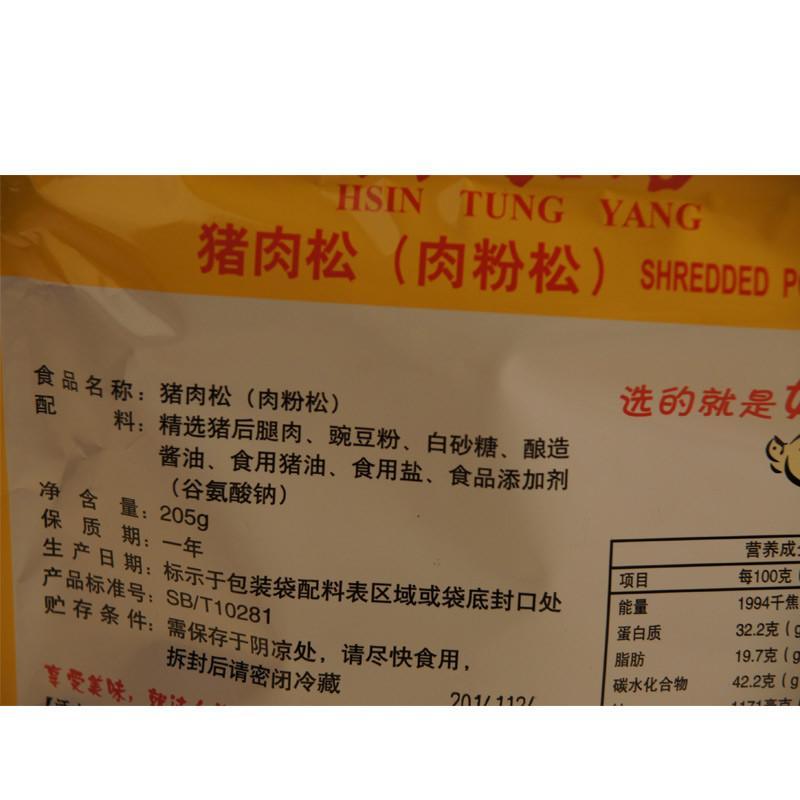 HSIN TUNG YANG
猪肉松（肉粉松） SHREDDED
选的就是
食品名称：猪肉松（肉粉松）
配料：精选猪后腿肉、豌豆粉、白砂糖、酿造
酱油、食用猪油、食用盐、食品添加剂
（谷氨酸钠）
净含量：205g
保质期：一年
生产日期：标示于包装袋配料表区域或袋底封口处
产品标准号：SB/T10281
贮存条件：需保存于阴凉处，请尽快食用，
拆封后请密闭冷藏
享受美味，
营养成
项目 每100克
能量 1994千焦
蛋白质 32.2克（g
脂肪 19.7克（g
碳水化合物 42.2克（g